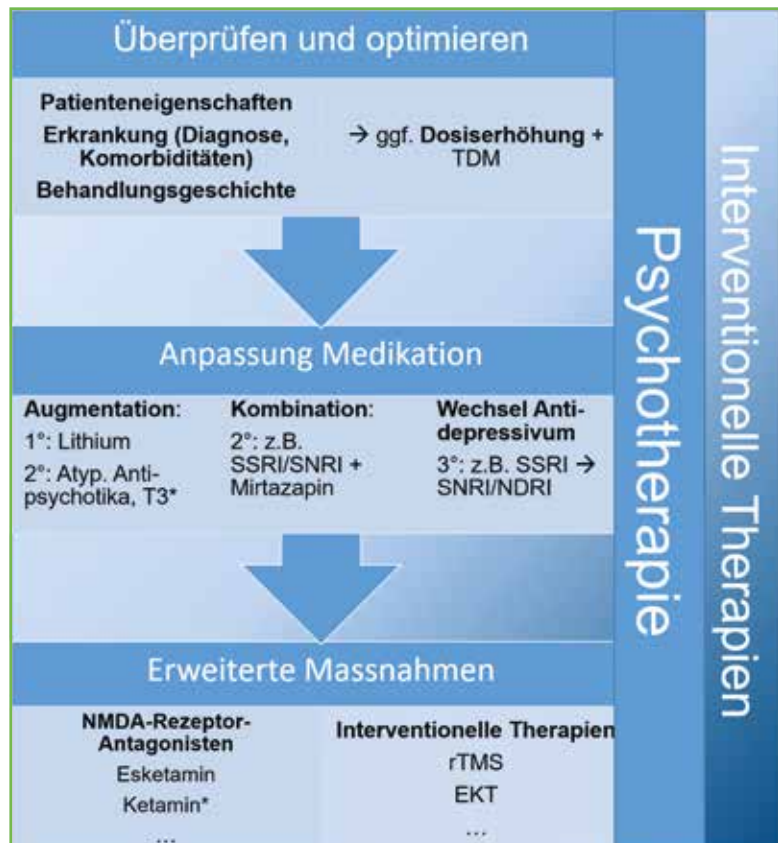 Überprüfen und optimieren
Patienteneigenschaften
Erkrankung (Diagnose,
Komorbiditäten)
Behandlungsgeschichte
→ ggf. Dosiserhöhung +
TDM
Anpassung Medikation
Augmentation:
1°: Lithium
2°: Atyp. Anti-
psychotika, T3*
Kombination:
2°: z.B.
SSRI/SNRI +
Mirtazapin
Wechsel Anti-
depressivum
3°: z.B. SSRI →
SNRI/NDRI
Erweiterte Massnahmen
NMDA-Rezeptor-
Antagonisten
Esketamin
Ketamin*
...
Interventionelle Therapien
rTMS
EKT
...
Psychotherapie
Interventionelle Therapien